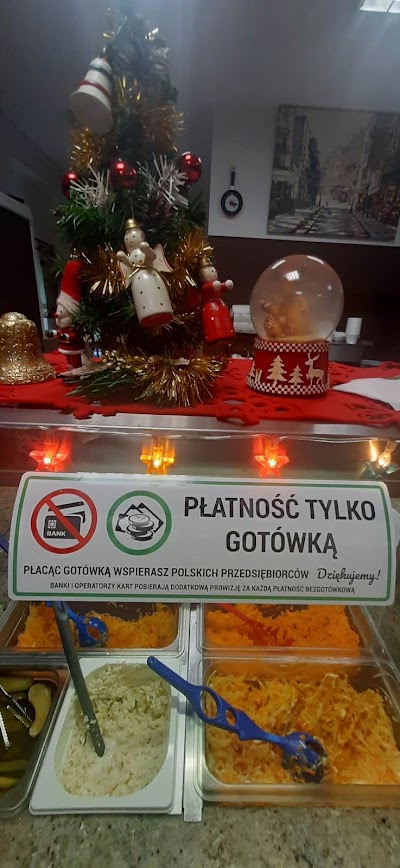 PŁATNOŚĆ TYLKO
GOTÓWKĄ
BANK
PŁACĄC GOTÓWKĄ WSPIERASZ POLSKICH PRZEDSIĘBIORCÓW Dziękujemy!
BANKI I OPERATORZY KART POBIERAJĄ DODATKOWĄ PROWIZJĘ ZA KAŻDĄ PŁATNOŚĆ BEZGOTÓWKOWĄ